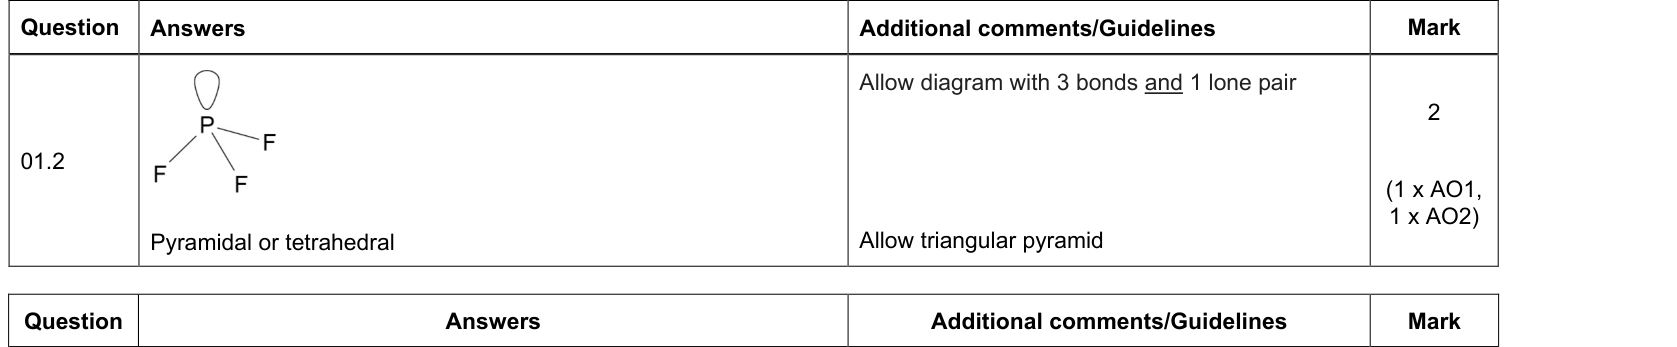 Question Answers Additional comments/Guidelines Mark
Allow diagram with 3 bonds and 1 lone pair
2
P
F
01.2
F
F
(1 x AO1,
1 x AO2)
Pyramidal or tetrahedral
Allow triangular pyramid
Question Answers Additional comments/Guidelines Mark